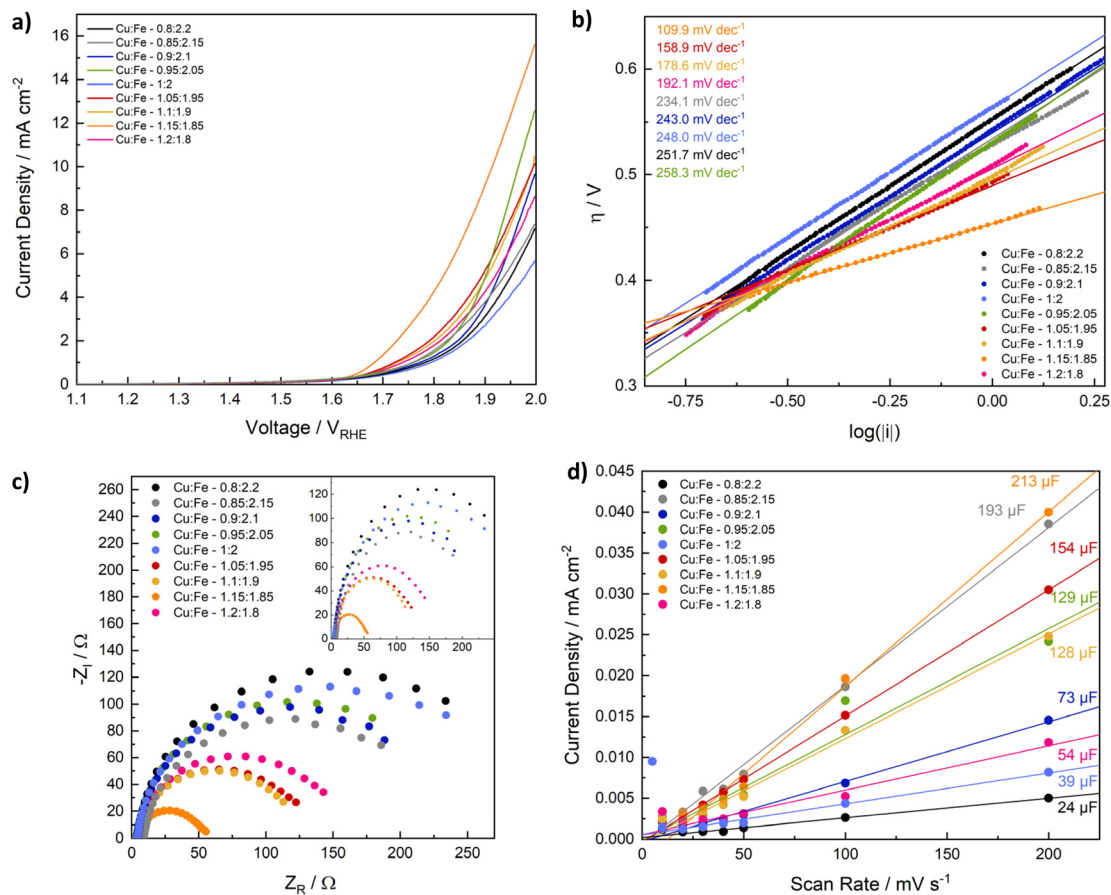 a)
Cu:Fe - 0.8:2.2
Cu:Fe - 0.85:2.15
Cu:Fe - 0.9:2.1
Cu:Fe - 0.95:2.05
Cu:Fe - 1:2
Cu:Fe - 1.05:1.95
Cu:Fe - 1.1:1.9
Cu:Fe - 1.15:1.85
Cu:Fe - 1.2:1.8
Current Density / mA cm-2
16
14
12
10
8
6
4
2
0
1.1
1.2
1.3
1.4
1.5
1.6
1.7
1.8
1.9
2.0
Voltage / VRHE
b)
109.9 mV dec-1
158.9 mV dec-1
178.6 mV dec-1
192.1 mV dec-1
234.1 mV dec-1
243.0 mV dec-1
248.0 mV dec-1
251.7 mV dec-1
258.3 mV dec-1
Cu:Fe - 0.8:2.2
Cu:Fe - 0.85:2.15
Cu:Fe - 0.9:2.1
Cu:Fe - 1:2
Cu:Fe - 0.95:2.05
Cu:Fe - 1.05:1.95
Cu:Fe - 1.1:1.9
Cu:Fe - 1.15:1.85
Cu:Fe - 1.2:1.8
η / V
0.6
0.5
0.4
0.3
-0.75
-0.50
-0.25
0.00
0.25
log(|i|)
c)
Cu:Fe - 0.8:2.2
Cu:Fe - 0.85:2.15
Cu:Fe - 0.9:2.1
Cu:Fe - 0.95:2.05
Cu:Fe - 1:2
Cu:Fe - 1.05:1.95
Cu:Fe - 1.1:1.9
Cu:Fe - 1.15:1.85
Cu:Fe - 1.2:1.8
-ZI / Ω
260
240
220
200
180
160
140
120
100
80
60
40
20
0
0
50
100
150
200
250
ZR / Ω
120
100
80
60
40
20
0
0
50
100
150
200
d)
Cu:Fe - 0.8:2.2
Cu:Fe - 0.85:2.15
Cu:Fe - 0.9:2.1
Cu:Fe - 0.95:2.05
Cu:Fe - 1:2
Cu:Fe - 1.05:1.95
Cu:Fe - 1.1:1.9
Cu:Fe - 1.15:1.85
Cu:Fe - 1.2:1.8
213 µF
193 µF
154 µF
129 µF
128 µF
73 µF
54 µF
39 µF
24 µF
Current Density / mA cm-2
0.045
0.040
0.035
0.030
0.025
0.020
0.015
0.010
0.005
0.000
0
50
100
150
200
Scan Rate / mV s-1